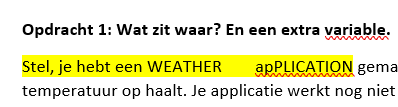 Opdracht 1: Wat zit waar? En een extra variable.
Stel, je hebt een WEATHER apPLICATION gema
temperatuur op haalt. Je applicatie werkt nog niet